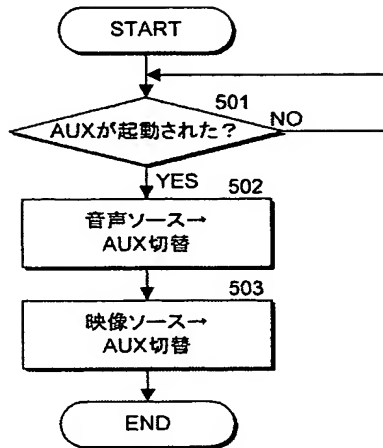 START
501
AUXが起動された？
NO
YES
502
音声ソース→
AUX切替
503
映像ソース→
AUX切替
END